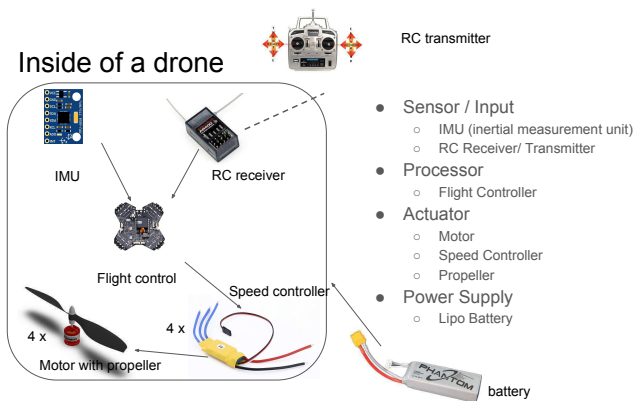 RC transmitter
Inside of a drone
IMU
RC receiver
Flight control
Speed controller
4 x
4 x
Motor with propeller
● Sensor / Input
○ IMU (inertial measurement unit)
○ RC Receiver/ Transmitter
● Processor
○ Flight Controller
● Actuator
○ Motor
○ Speed Controller
○ Propeller
● Power Supply
○ Lipo Battery
PHANTOM
battery